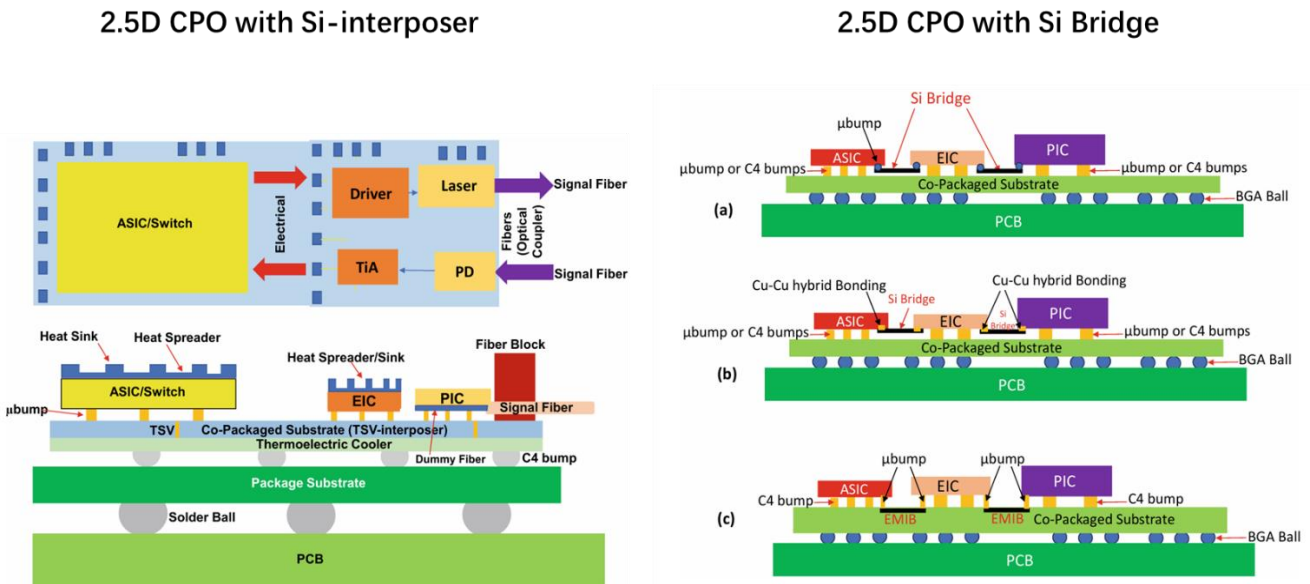 2.5D CPO with Si-interposer
ASIC/Switch
Electrical
Driver
Laser
TiA
PD
Signal Fiber
Fibers
(Optical
Coupler)
Signal Fiber
Heat Sink
Heat Spreader
ASIC/Switch
μbump
Heat Spreader/Sink
EIC
PIC
Fiber Block
Signal Fiber
TSV
Co-Packaged Substrate (TSV-interposer)
Thermoelectric Cooler
Dummy Fiber
C4 bump
Package Substrate
Solder Ball
PCB
2.5D CPO with Si Bridge
Si Bridge
μbump
ASIC
EIC
PIC
μbump or C4 bumps
μbump or C4 bumps
Co-Packaged Substrate
BGA Ball
(a)
PCB
Cu-Cu hybrid Bonding
Cu-Cu hybrid Bonding
Si Bridge
Si
Bridge
ASIC
EIC
PIC
μbump or C4 bumps
μbump or C4 bumps
Co-Packaged Substrate
BGA Ball
(b)
PCB
μbump
μbump
ASIC
EIC
PIC
C4 bump
C4 bump
EMIB
EMIB
Co-Packaged Substrate
(c)
BGA Ball
PCB